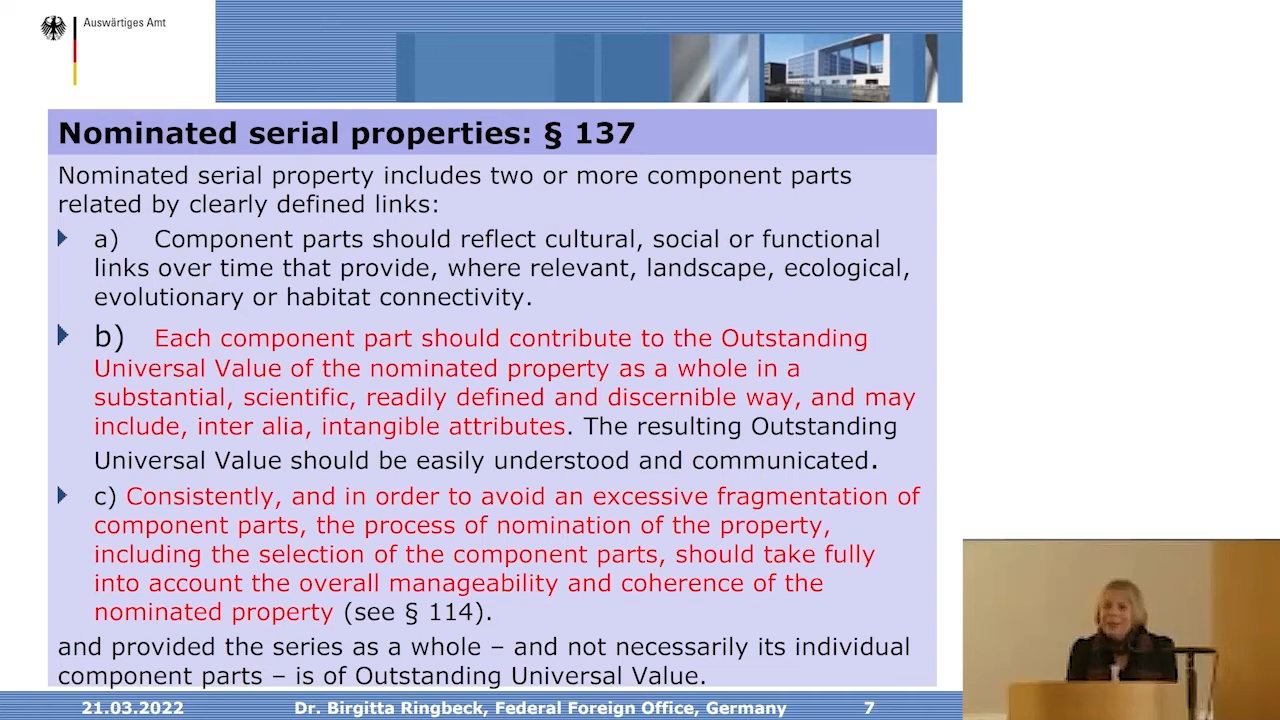 Auswärtiges Amt
Nominated serial properties: § 137
Nominated serial property includes two or more component parts
related by clearly defined links:
a) Component parts should reflect cultural, social or functional
links over time that provide, where relevant, landscape, ecological,
evolutionary or habitat connectivity.
b) Each component part should contribute to the Outstanding
Universal Value of the nominated property as a whole in a
substantial, scientific, readily defined and discernible way, and may
include, inter alia, intangible attributes. The resulting Outstanding
Universal Value should be easily understood and communicated.
c) Consistently, and in order to avoid an excessive fragmentation of
component parts, the process of nomination of the property,
including the selection of the component parts, should take fully
into account the overall manageability and coherence of the
nominated property (see § 114).
and provided the series as a whole – and not necessarily its individual
component parts – is of Outstanding Universal Value.
21.03.2022 Dr. Birgitta Ringbeck, Federal Foreign Office, Germany 7